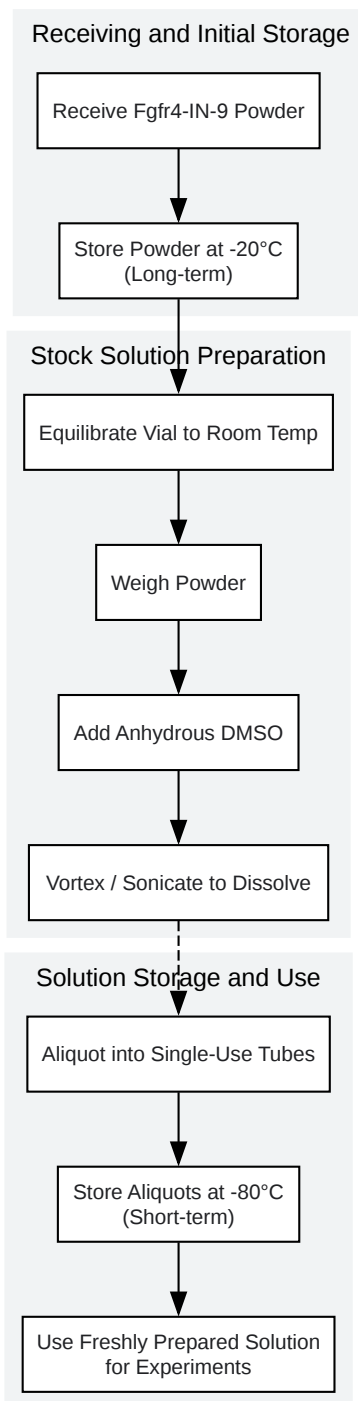 Receiving and Initial Storage
Receive Fgfr4-IN-9 Powder
Store Powder at -20°C
(Long-term)
Stock Solution Preparation
Equilibrate Vial to Room Temp
Weigh Powder
Add Anhydrous DMSO
Vortex / Sonicate to Dissolve
Solution Storage and Use
Aliquot into Single-Use Tubes
Store Aliquots at -80°C
(Short-term)
Use Freshly Prepared Solution
for Experiments